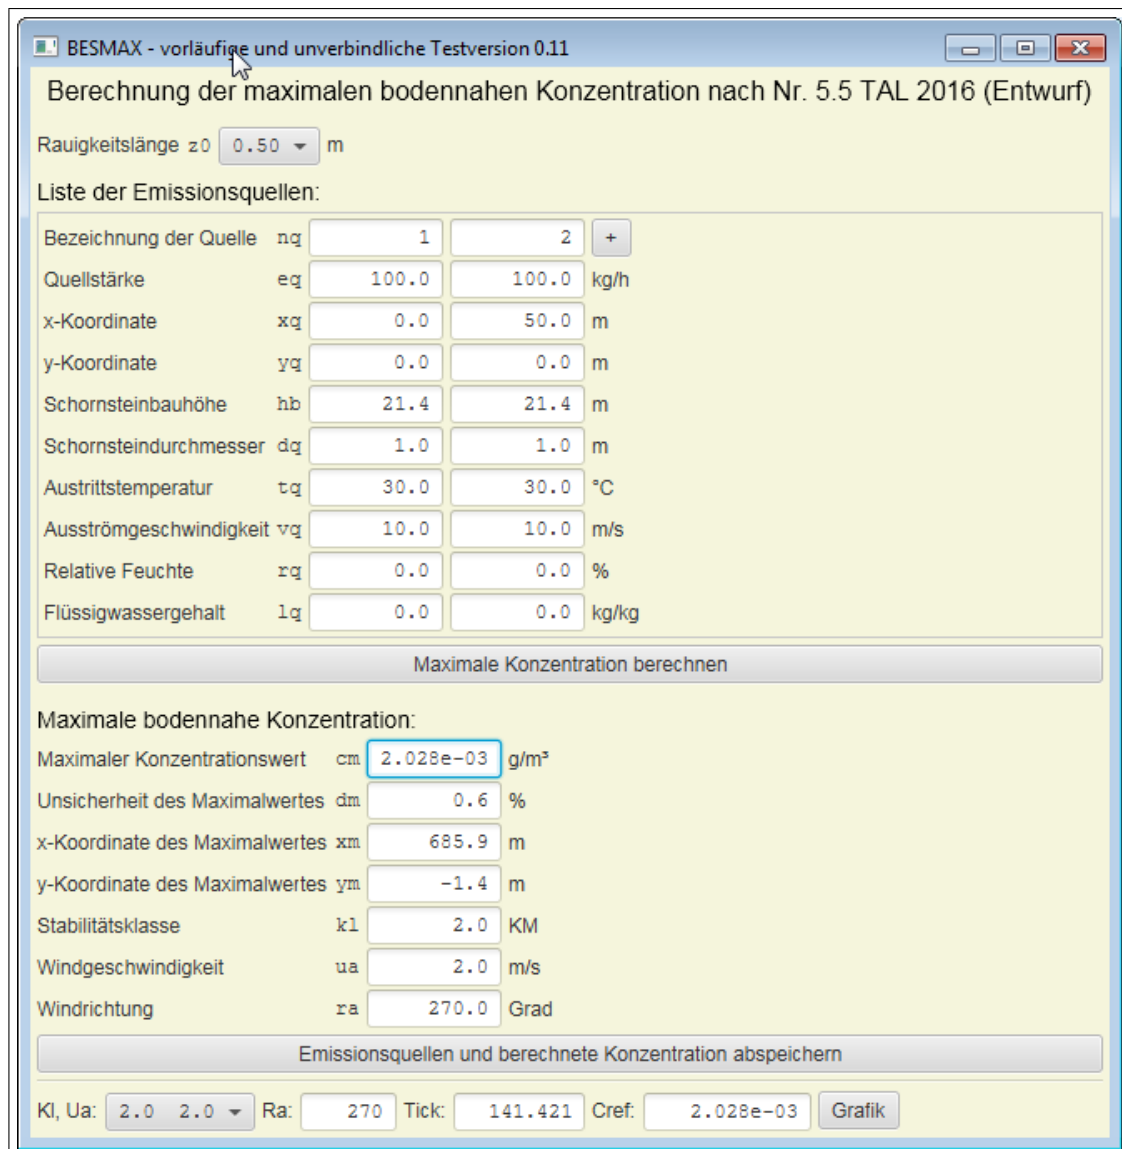 BESMAX - vorläufige und unverbindliche Testversion 0.11
Berechnung der maximalen bodennahen Konzentration nach Nr. 5.5 TAL 2016 (Entwurf)
Rauigkeitslänge z0 0.50 m
Liste der Emissionsquellen:
Bezeichnung der Quelle nq 1 2 +
Quellstärke eq 100.0 100.0 kg/h
x-Koordinate xq 0.0 50.0 m
y-Koordinate yq 0.0 0.0 m
Schornsteinbauhöhe hb 21.4 21.4 m
Schornsteindurchmesser dq 1.0 1.0 m
Austrittstemperatur tq 30.0 30.0 °C
Ausströmgeschwindigkeit vq 10.0 10.0 m/s
Relative Feuchte rq 0.0 0.0 %
Flüssigwassergehalt lq 0.0 0.0 kg/kg
Maximale Konzentration berechnen
Maximale bodennahe Konzentration:
Maximaler Konzentrationswert cm 2.028e-03 g/m³
Unsicherheit des Maximalwertes dm 0.6 %
x-Koordinate des Maximalwertes xm 685.9 m
y-Koordinate des Maximalwertes ym -1.4 m
Stabilitätsklasse kl 2.0 KM
Windgeschwindigkeit ua 2.0 m/s
Windrichtung ra 270.0 Grad
Emissionsquellen und berechnete Konzentration abspeichern
Kl, Ua: 2.0 2.0 Ra: 270 Tick: 141.421 Cref: 2.028e-03 Grafik